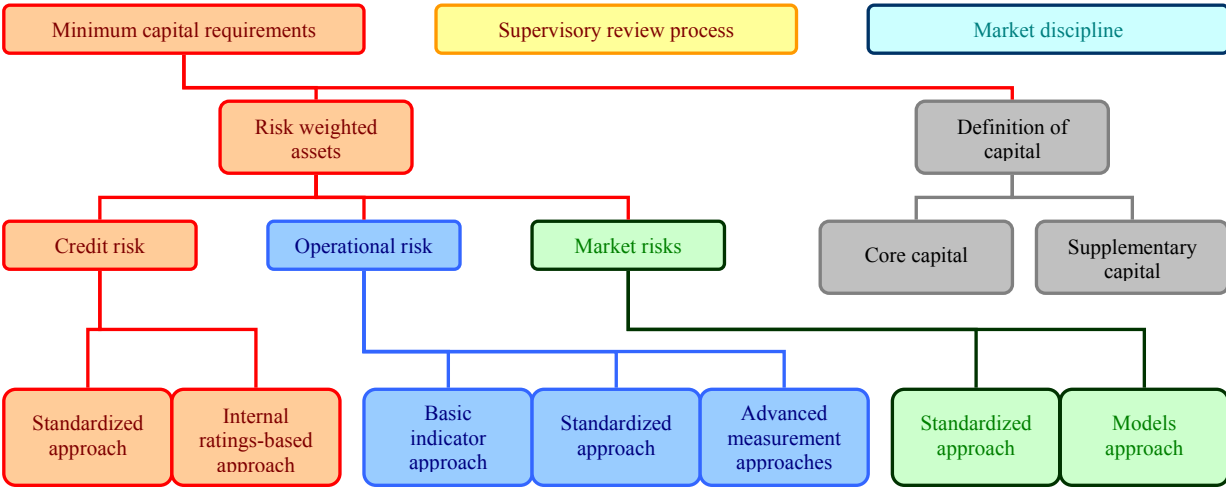 Minimum capital requirements
Supervisory review process
Market discipline
Risk weighted
assets
Definition of
capital
Credit risk
Operational risk
Market risks
Core capital
Supplementary
capital
Standardized
approach
Internal
ratings-based
approach
Basic
indicator
approach
Standardized
approach
Advanced
measurement
approaches
Standardized
approach
Models
approach